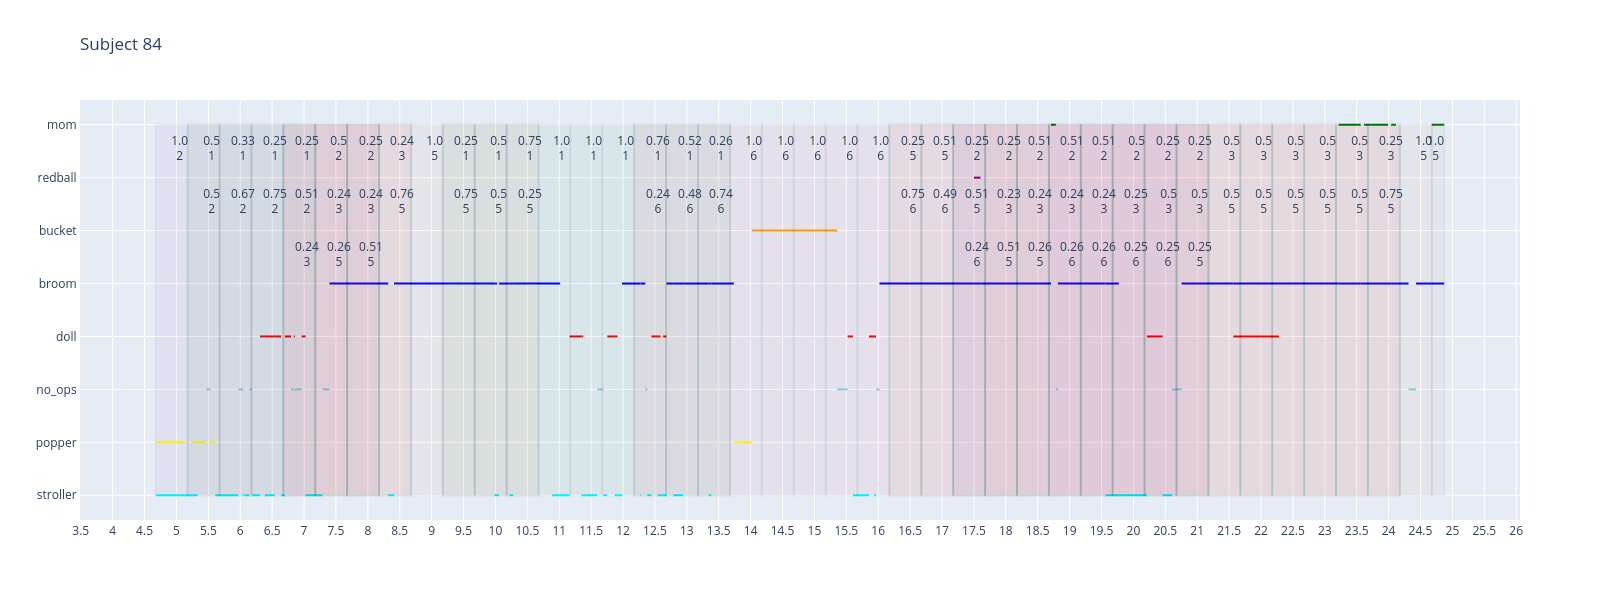 Subject 84
mom
1.0 0.5 0.33 0.25 0.25 0.5 0.25 0.24 1.0 0.25 0.5 0.75 1.0 1.0 1.0 0.76 0.52 0.26 1.0 1.0 1.0 1.0 1.0 0.25 0.51 0.25 0.25 0.51 0.51 0.51 0.5 0.25 0.25 0.5 0.5 0.5 0.5 0.5 0.25 1.0 1.0
2 1 1 1 1 2 2 3 5 1 1 1 1 1 1 1 1 1 6 6 6 6 6 5 5 2 2 2 2 2 2 2 2 3 3 3 3 3 3 5 5
redball
0.5 0.67 0.75 0.51 0.24 0.24 0.76 0.75 0.5 0.25 0.24 0.48 0.74 0.75 0.49 0.51 0.23 0.24 0.24 0.24 0.25 0.5 0.5 0.5 0.5 0.5 0.5 0.5 0.75
2 2 2 2 3 3 5 5 5 5 6 6 6 6 6 5 3 3 3 3 3 3 3 5 5 5 5 5 5
bucket
0.24 0.26 0.51 0.24 0.51 0.26 0.26 0.26 0.25 0.25 0.25
3 5 5 6 5 5 6 6 6 6 5
broom
doll
no_ops
popper
stroller
3.5 4 4.5 5 5.5 6 6.5 7 7.5 8 8.5 9 9.5 10 10.5 11 11.5 12 12.5 13 13.5 14 14.5 15 15.5 16 16.5 17 17.5 18 18.5 19 19.5 20 20.5 21 21.5 22 22.5 23 23.5 24 24.5 25 25.5 26